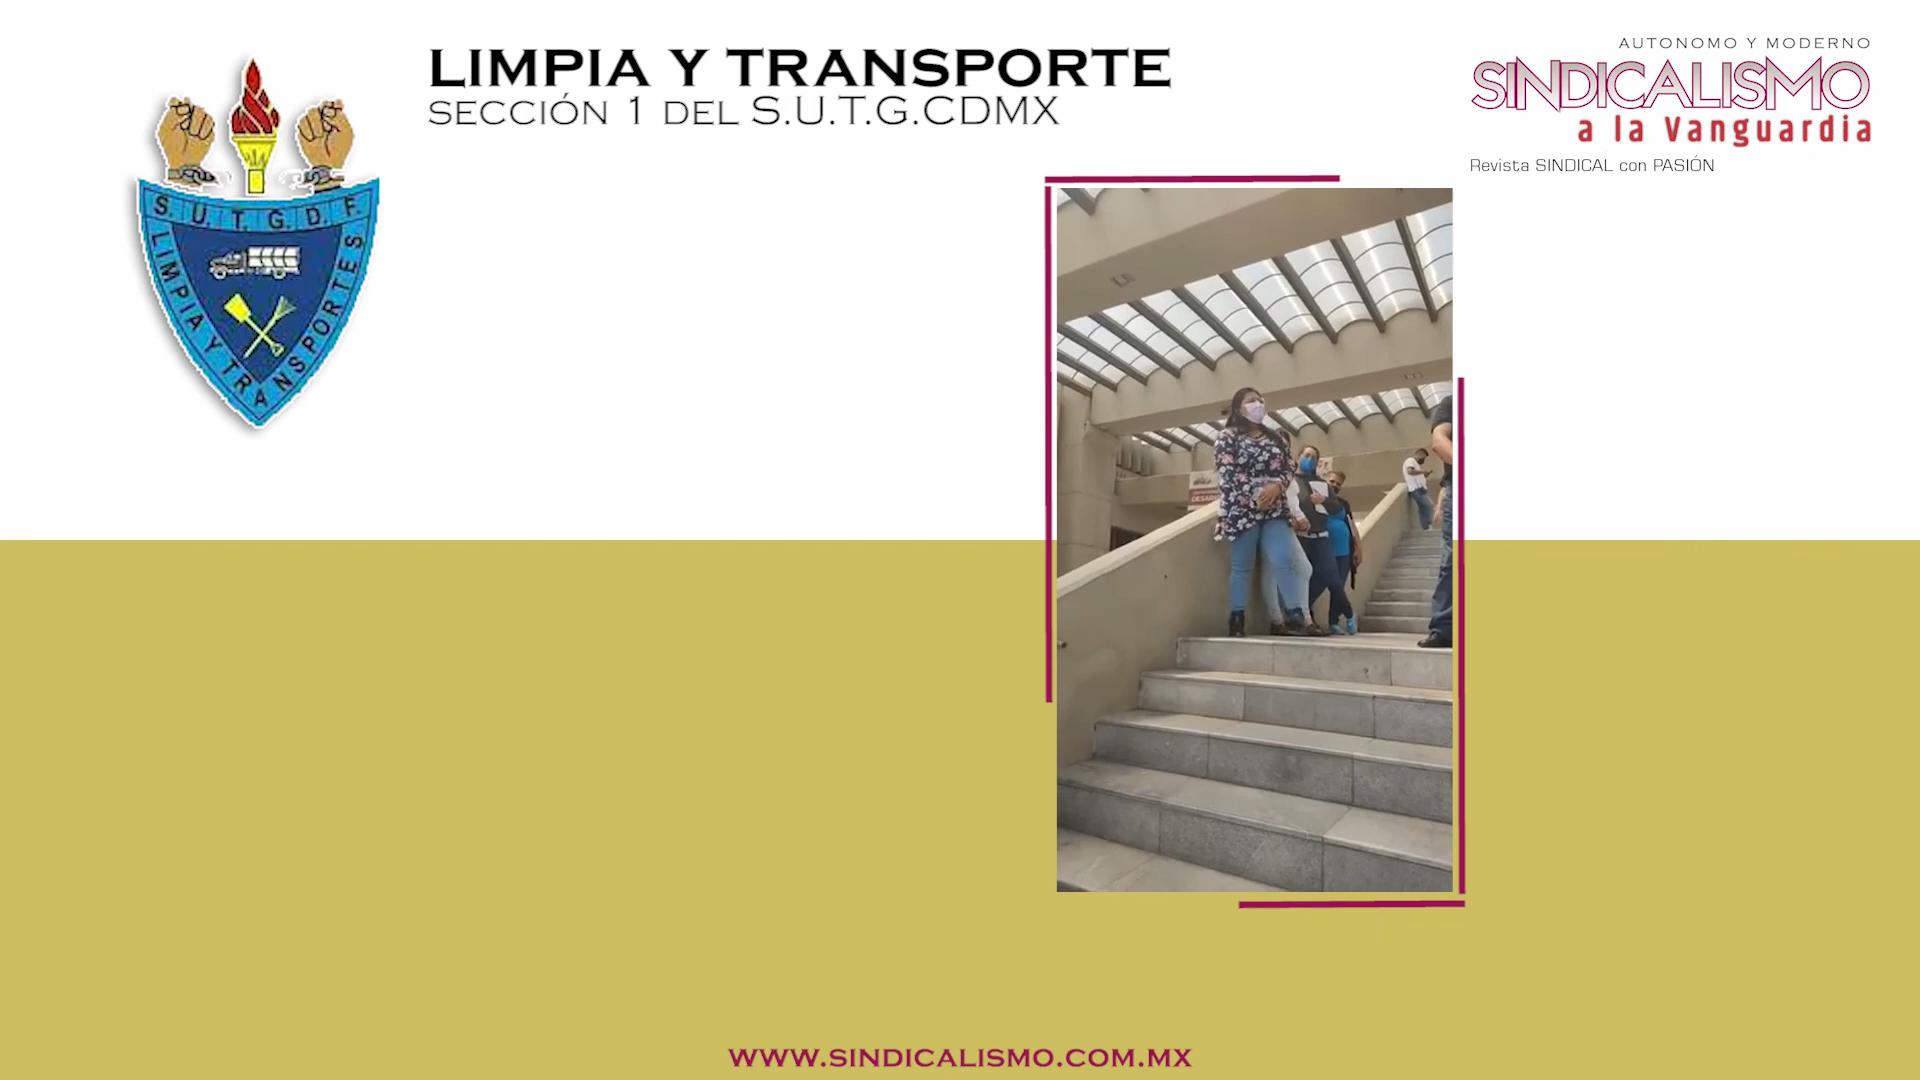 LIMPIA Y TRANSPORTE
SECCIÓN 1 DEL S.U.T.G.CDMX
AUTONOMO Y MODERNO
SINDICALISMO
a la Vanguardia
Revista SINDICAL con PASIÓN
S. U. T. G. D. F.
LIMPIA Y TRANSPORTES
WWW.SINDICALISMO.COM.MX